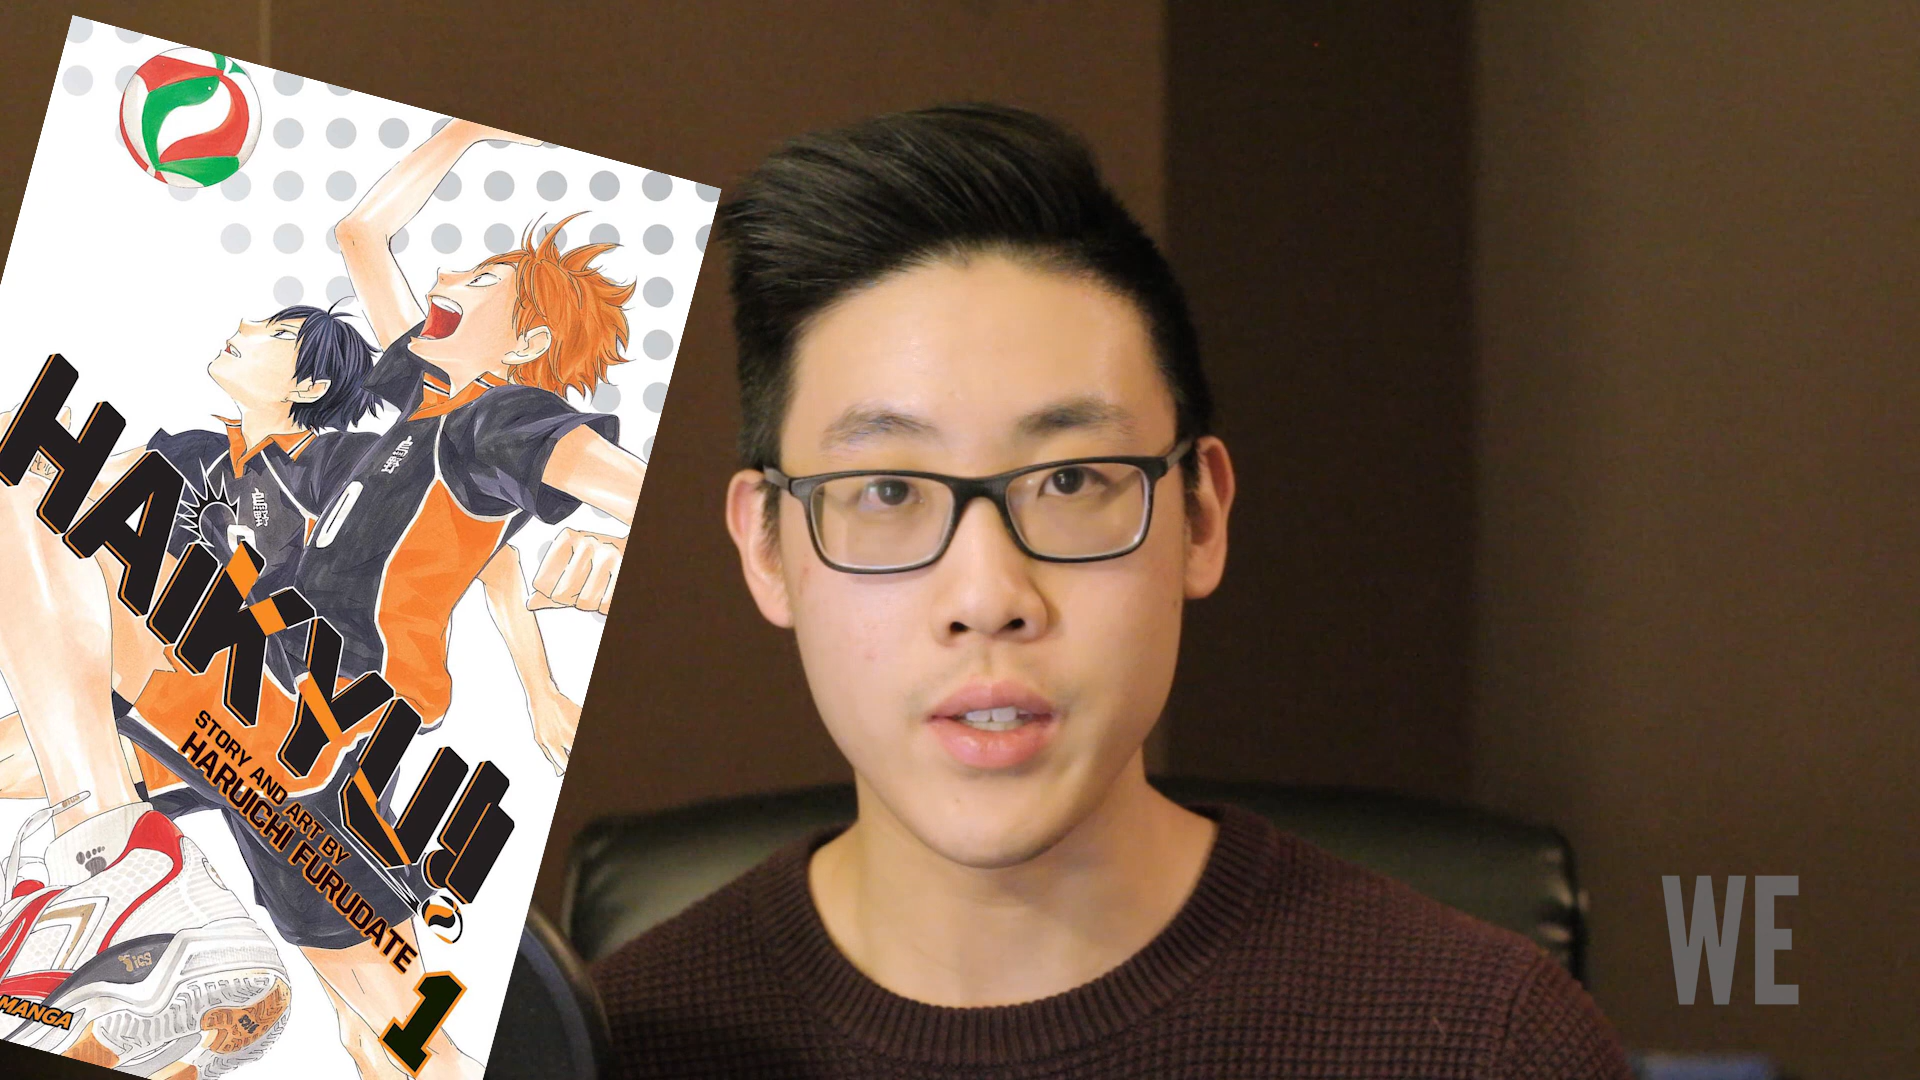 HAIKYU!!
STORY AND ART BY
HARUICHI FURUDATE
1
MANGA
WE